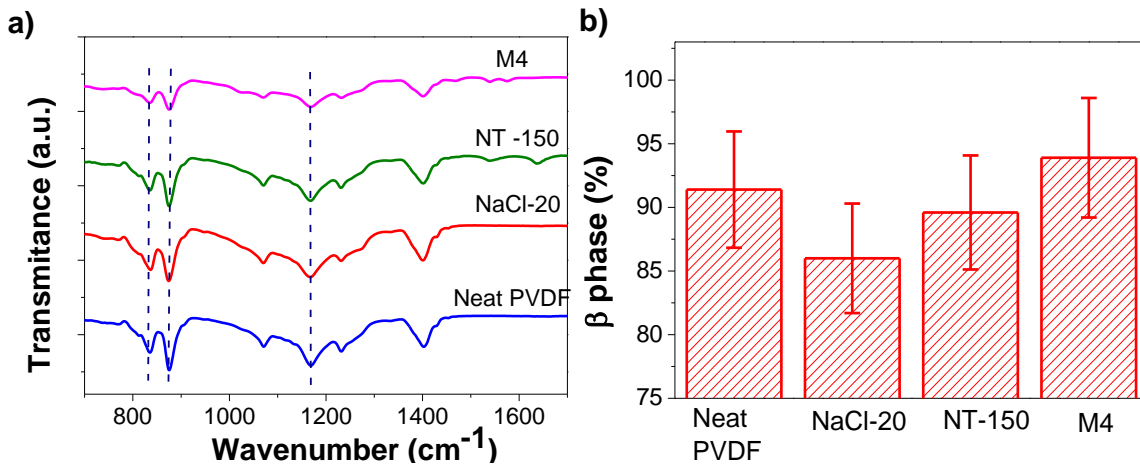 a)
Transmitance (a.u.)
M4
NT -150
NaCl-20
Neat PVDF
800 1000 1200 1400 1600
Wavenumber (cm-1)
b)
β phase (%)
100
95
90
85
80
75
Neat
PVDF
NaCl-20
NT-150
M4